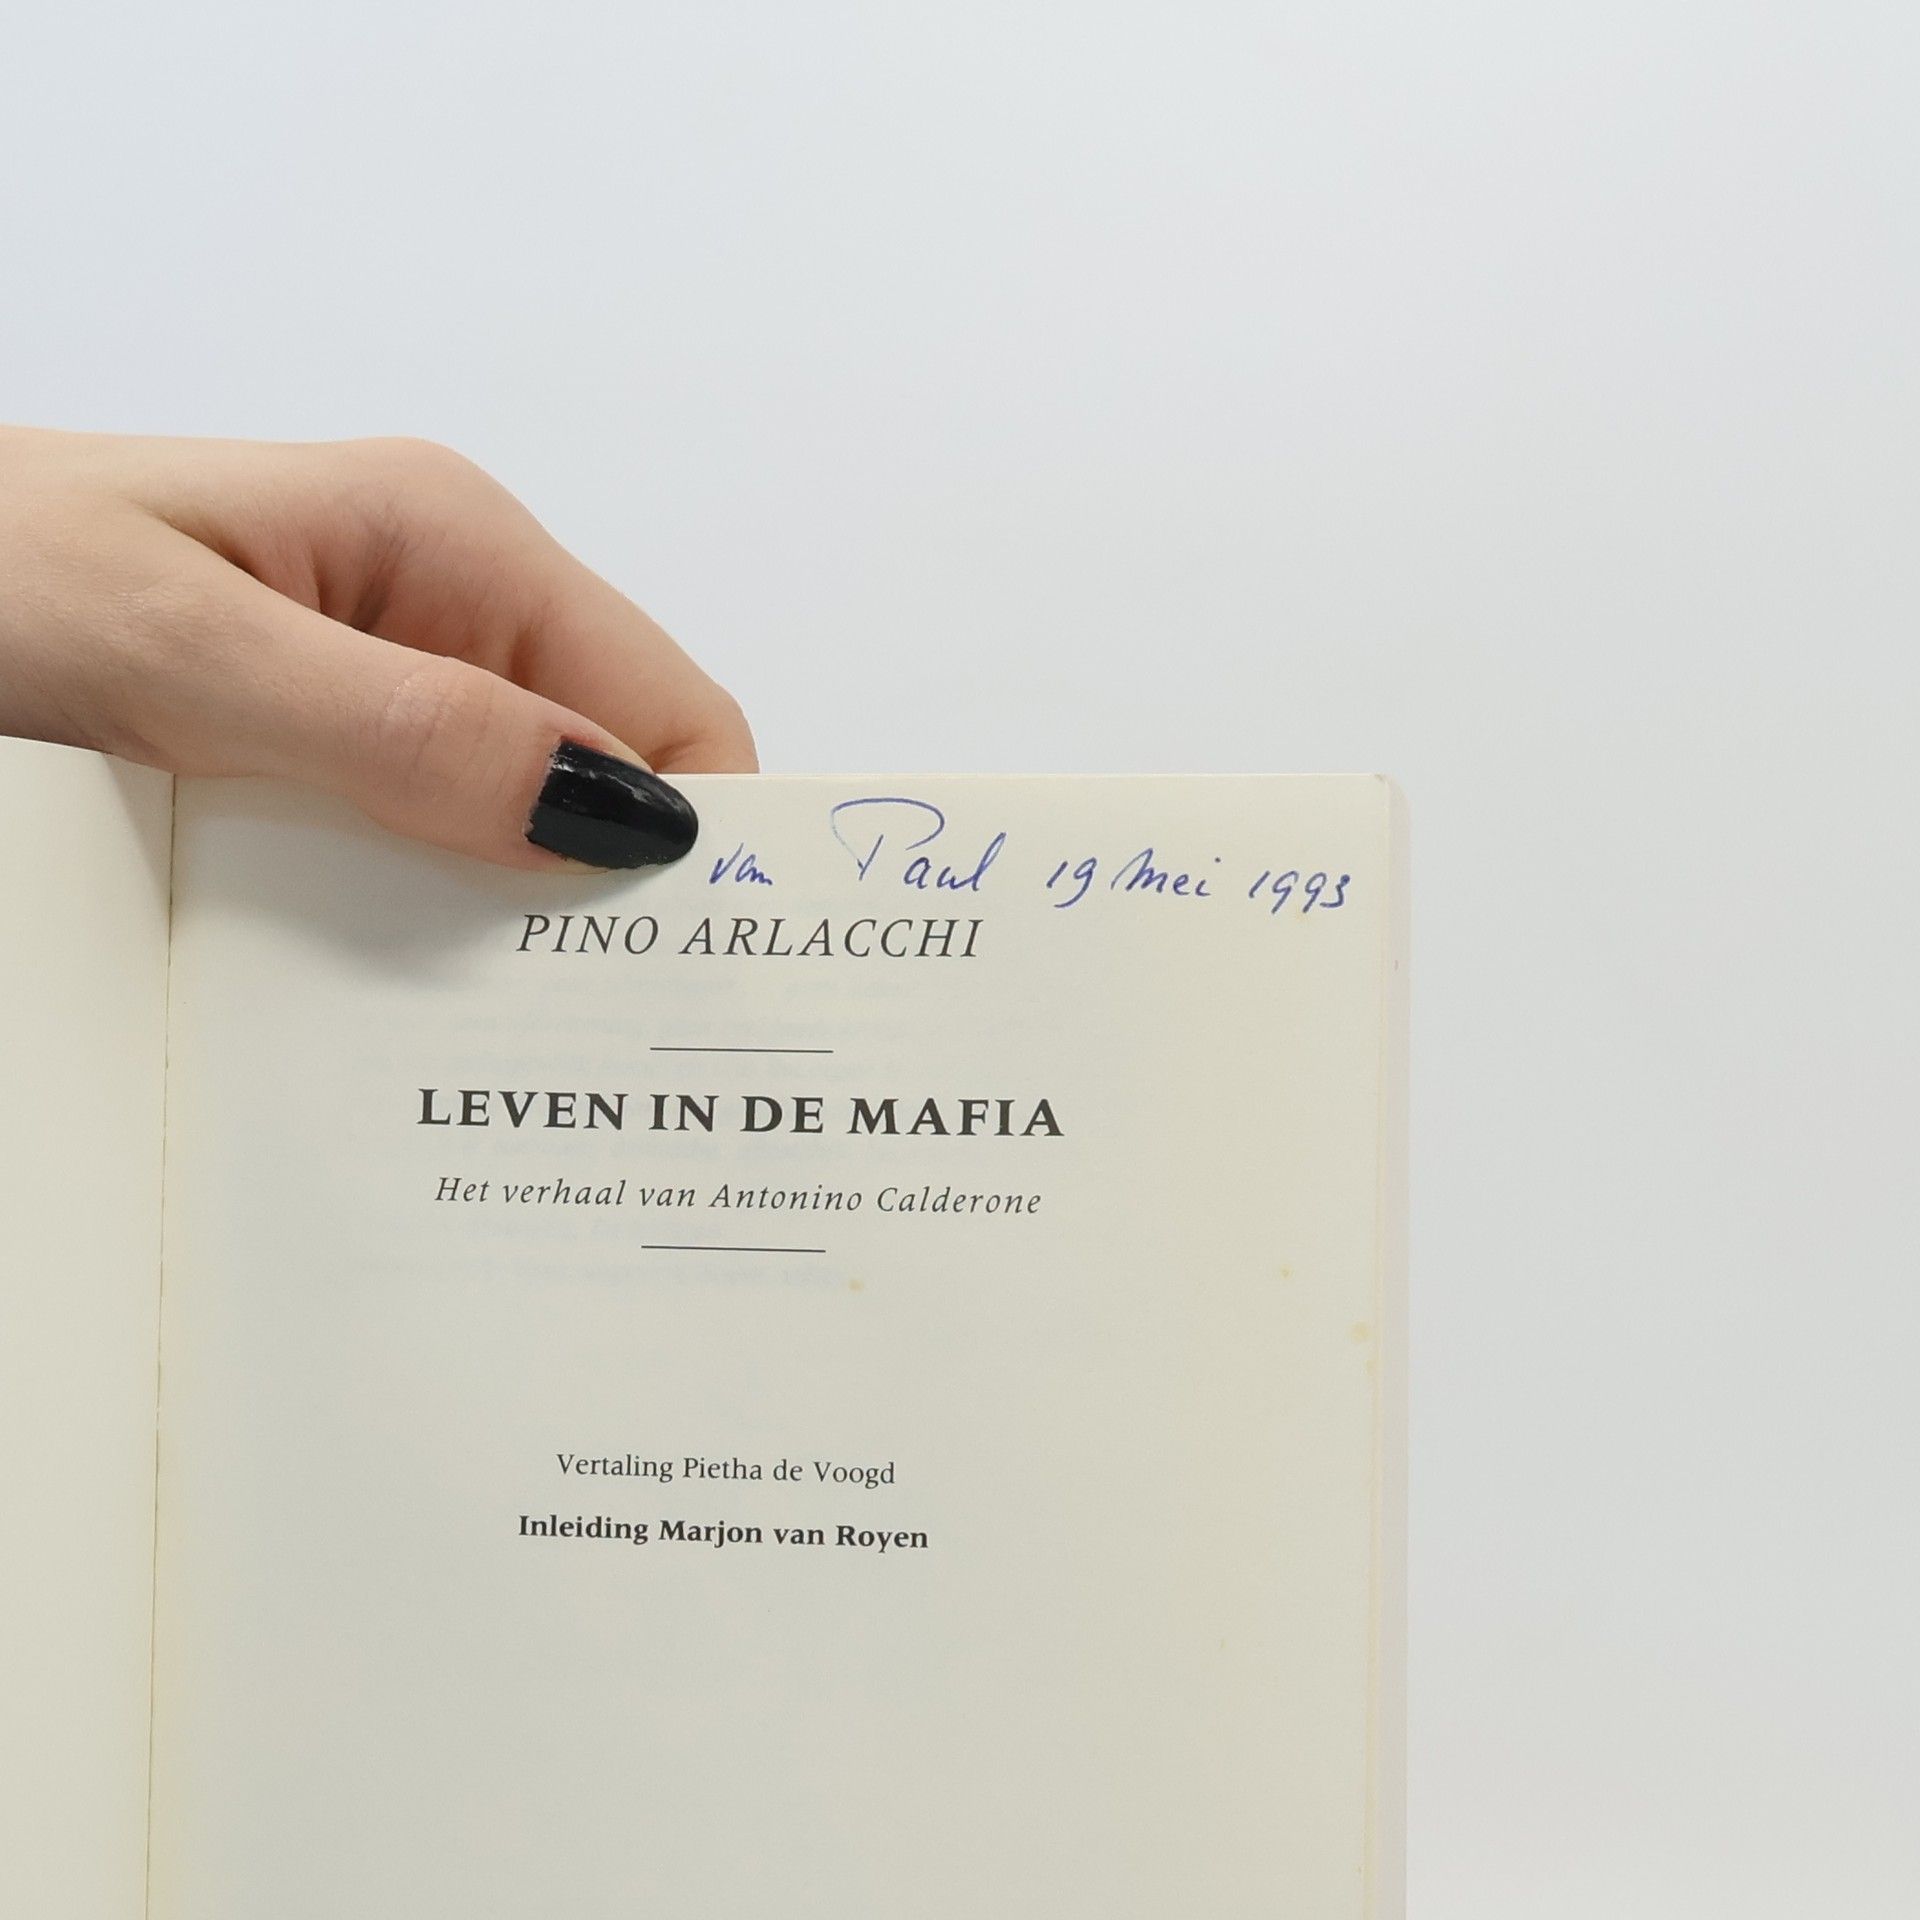 van Paul 19 Mei 1993
PINO ARLACCHI
LEVEN IN DE MAFIA
Het verhaal van Antonino Calderone
Vertaling Pietha de Voogd
Inleiding Marjon van Royen